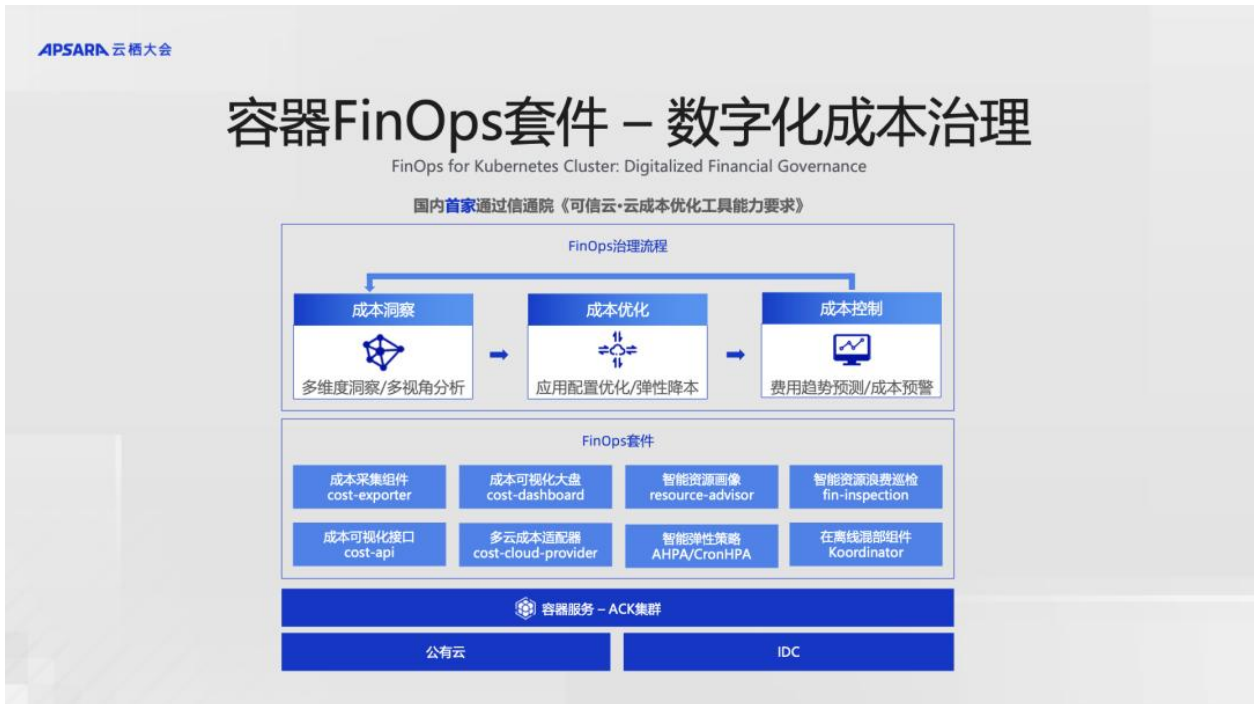 APSARA 云栖大会
容器FinOps套件 – 数字化成本治理
FinOps for Kubernetes Cluster: Digitalized Financial Governance
国内首家通过信通院《可信云•云成本优化工具能力要求》
FinOps治理流程
成本洞察
成本优化
成本控制
多维度洞察/多视角分析
应用配置优化/弹性降本
费用趋势预测/成本预警
FinOps套件
成本采集组件
cost-exporter
成本可视化大盘
cost-dashboard
智能资源画像
resource-advisor
智能资源浪费巡检
fin-inspection
成本可视化接口
cost-api
多云成本适配器
cost-cloud-provider
智能弹性策略
AHPA/CronHPA
在离线混部组件
Koordinator
容器服务 – ACK集群
公有云
IDC